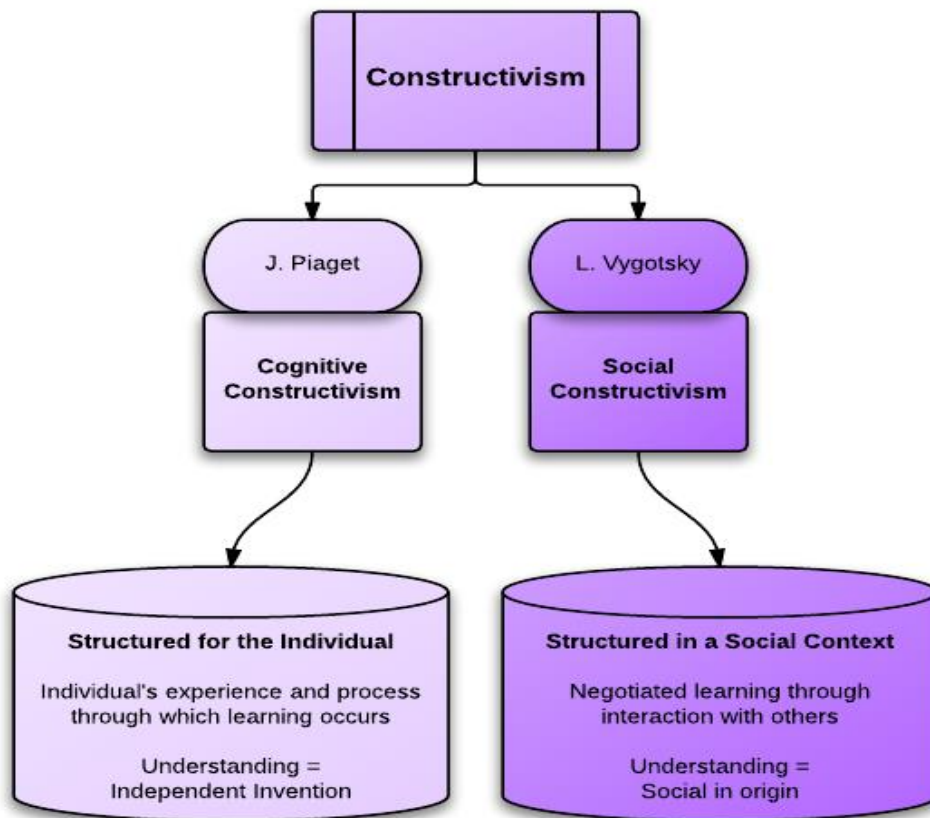 Constructivism
J. Piaget
L. Vygotsky
Cognitive
Constructivism
Social
Constructivism
Structured for the Individual
Individual's experience and process
through which learning occurs
Understanding =
Independent Invention
Structured in a Social Context
Negotiated learning through
interaction with others
Understanding =
Social in origin